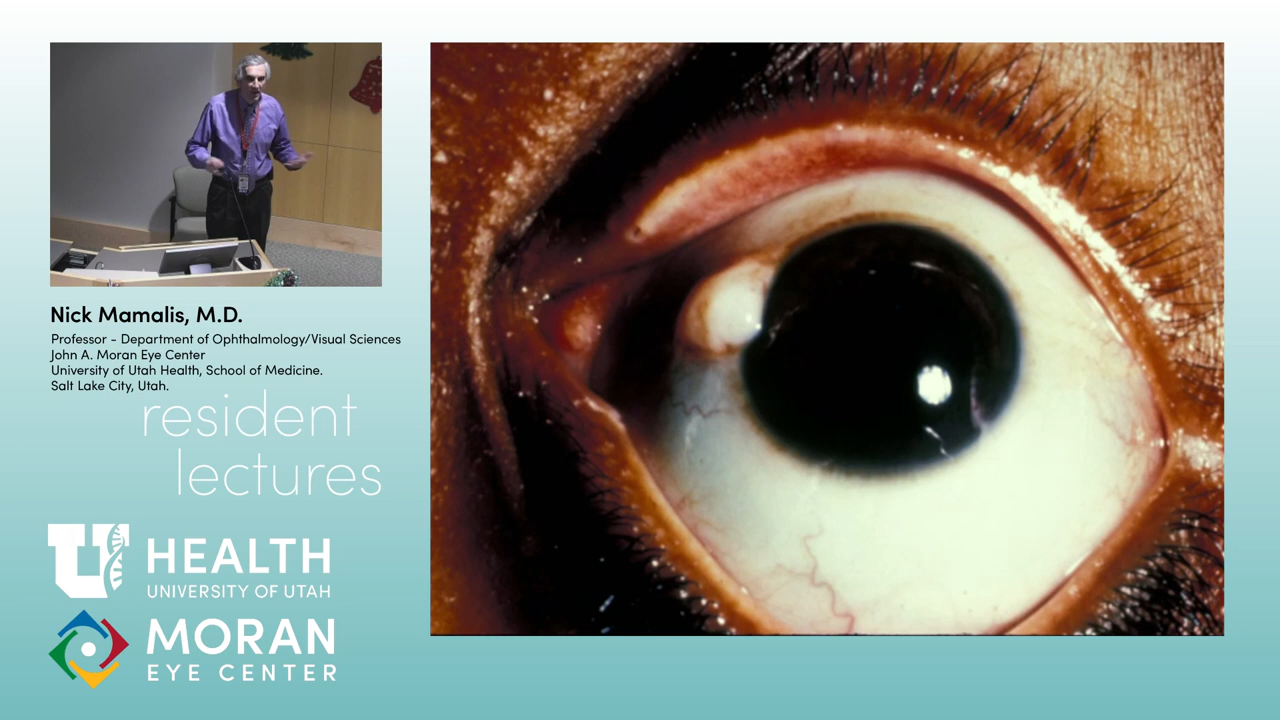 Nick Mamalis, M.D.
Professor - Department of Ophthalmology/Visual Sciences
John A. Moran Eye Center
University of Utah Health, School of Medicine.
Salt Lake City, Utah.
resident
lectures
U HEALTH
UNIVERSITY OF UTAH
MORAN
EYE CENTER